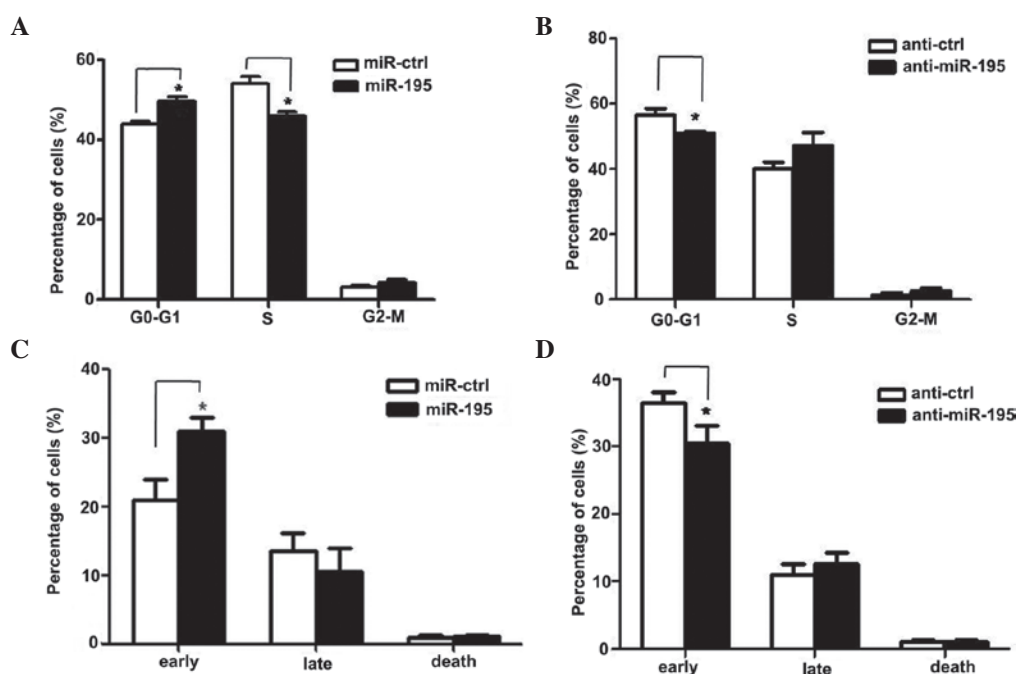 A
Percentage of cells (%)
60
40
20
0
miR-ctrl
miR-195
*
*
G0-G1
S
G2-M
B
Percentage of cells (%)
80
60
40
20
0
anti-ctrl
anti-miR-195
*
G0-G1
S
G2-M
C
Percentage of cells (%)
40
30
20
10
0
miR-ctrl
miR-195
*
early
late
death
D
Percentage of cells (%)
40
30
20
10
0
anti-ctrl
anti-miR-195
*
early
late
death